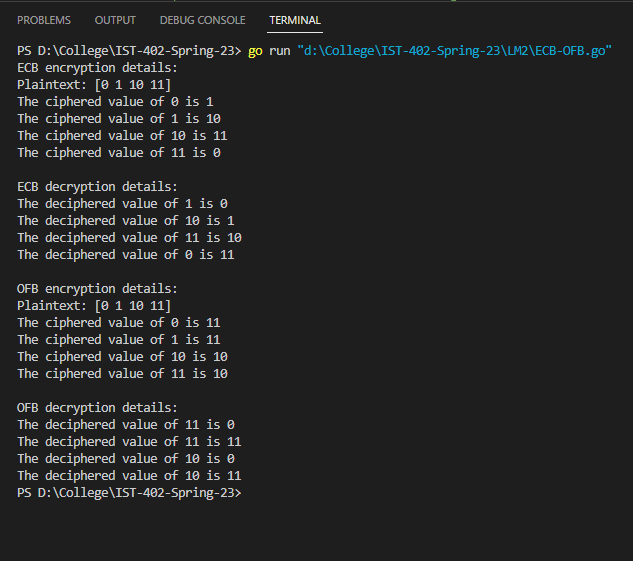 PROBLEMS OUTPUT DEBUG CONSOLE TERMINAL
PS D:\College\IST-402-Spring-23> go run "d:\College\IST-402-Spring-23\LM2\ECB-OFB.go"
ECB encryption details:
Plaintext: [0 1 10 11]
The ciphered value of 0 is 1
The ciphered value of 1 is 10
The ciphered value of 10 is 11
The ciphered value of 11 is 0
ECB decryption details:
The deciphered value of 1 is 0
The deciphered value of 10 is 1
The deciphered value of 11 is 10
The deciphered value of 0 is 11
OFB encryption details:
Plaintext: [0 1 10 11]
The ciphered value of 0 is 11
The ciphered value of 1 is 11
The ciphered value of 10 is 10
The ciphered value of 11 is 10
OFB decryption details:
The deciphered value of 11 is 0
The deciphered value of 11 is 11
The deciphered value of 10 is 0
The deciphered value of 10 is 11
PS D:\College\IST-402-Spring-23>